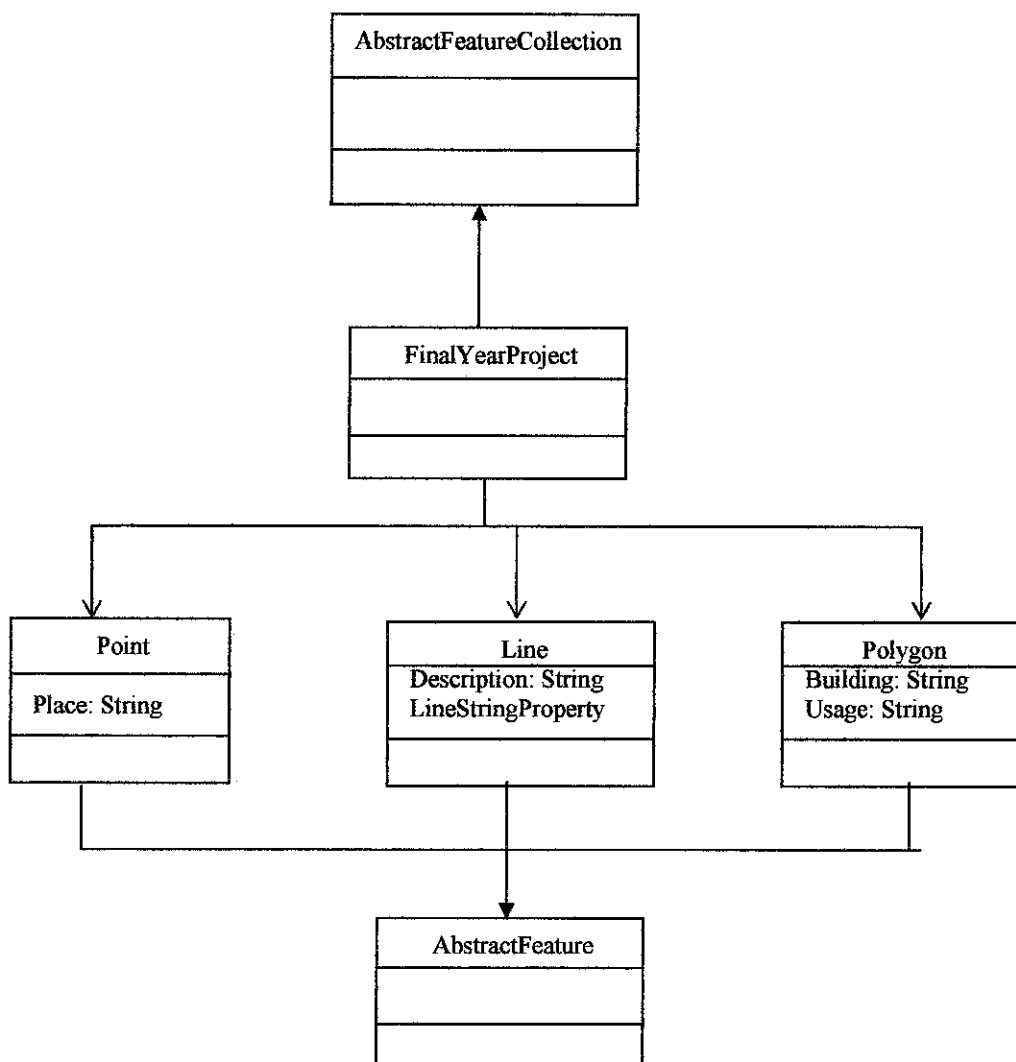 AbstractFeatureCollection
FinalYearProject
Point
Place: String
Line
Description: String
LineStringProperty
Polygon
Building: String
Usage: String
AbstractFeature